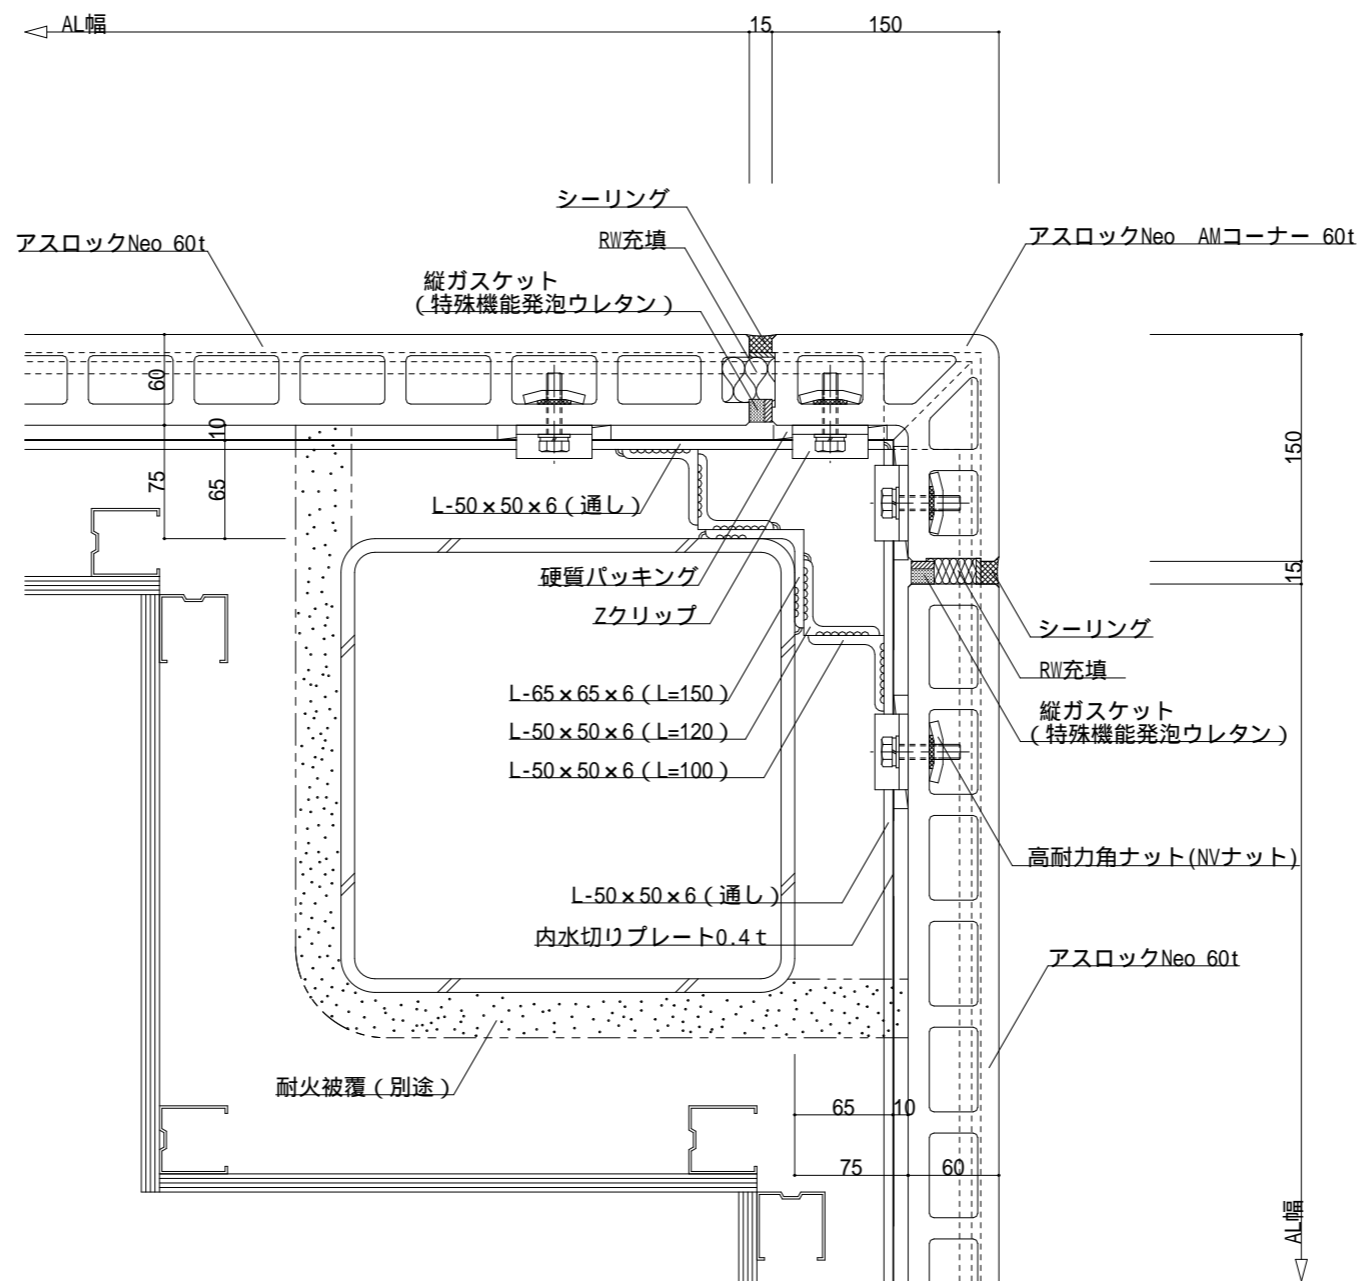 AL幅
15
150
シーリング
RW充填
アスロックNeo 60t
アスロックNeo　AMコーナー 60t
縦ガスケット
(特殊機能発泡ウレタン)
60
10
75
65
150
15
L-50×50×6(通し)
硬質パッキング
Zクリップ
シーリング
RW充填
縦ガスケット
(特殊機能発泡ウレタン)
L-65×65×6(L=150)
L-50×50×6(L=120)
L-50×50×6(L=100)
高耐力角ナット(NVナット)
L-50×50×6(通し)
内水切りプレート0.4t
アスロックNeo 60t
耐火被覆(別途)
65
10
75
60
AL幅